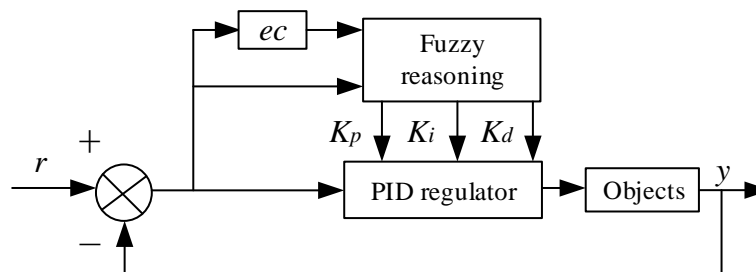 ec
Fuzzy
reasoning
+
Kp Ki Kd
r
PID regulator
Objects
y
−